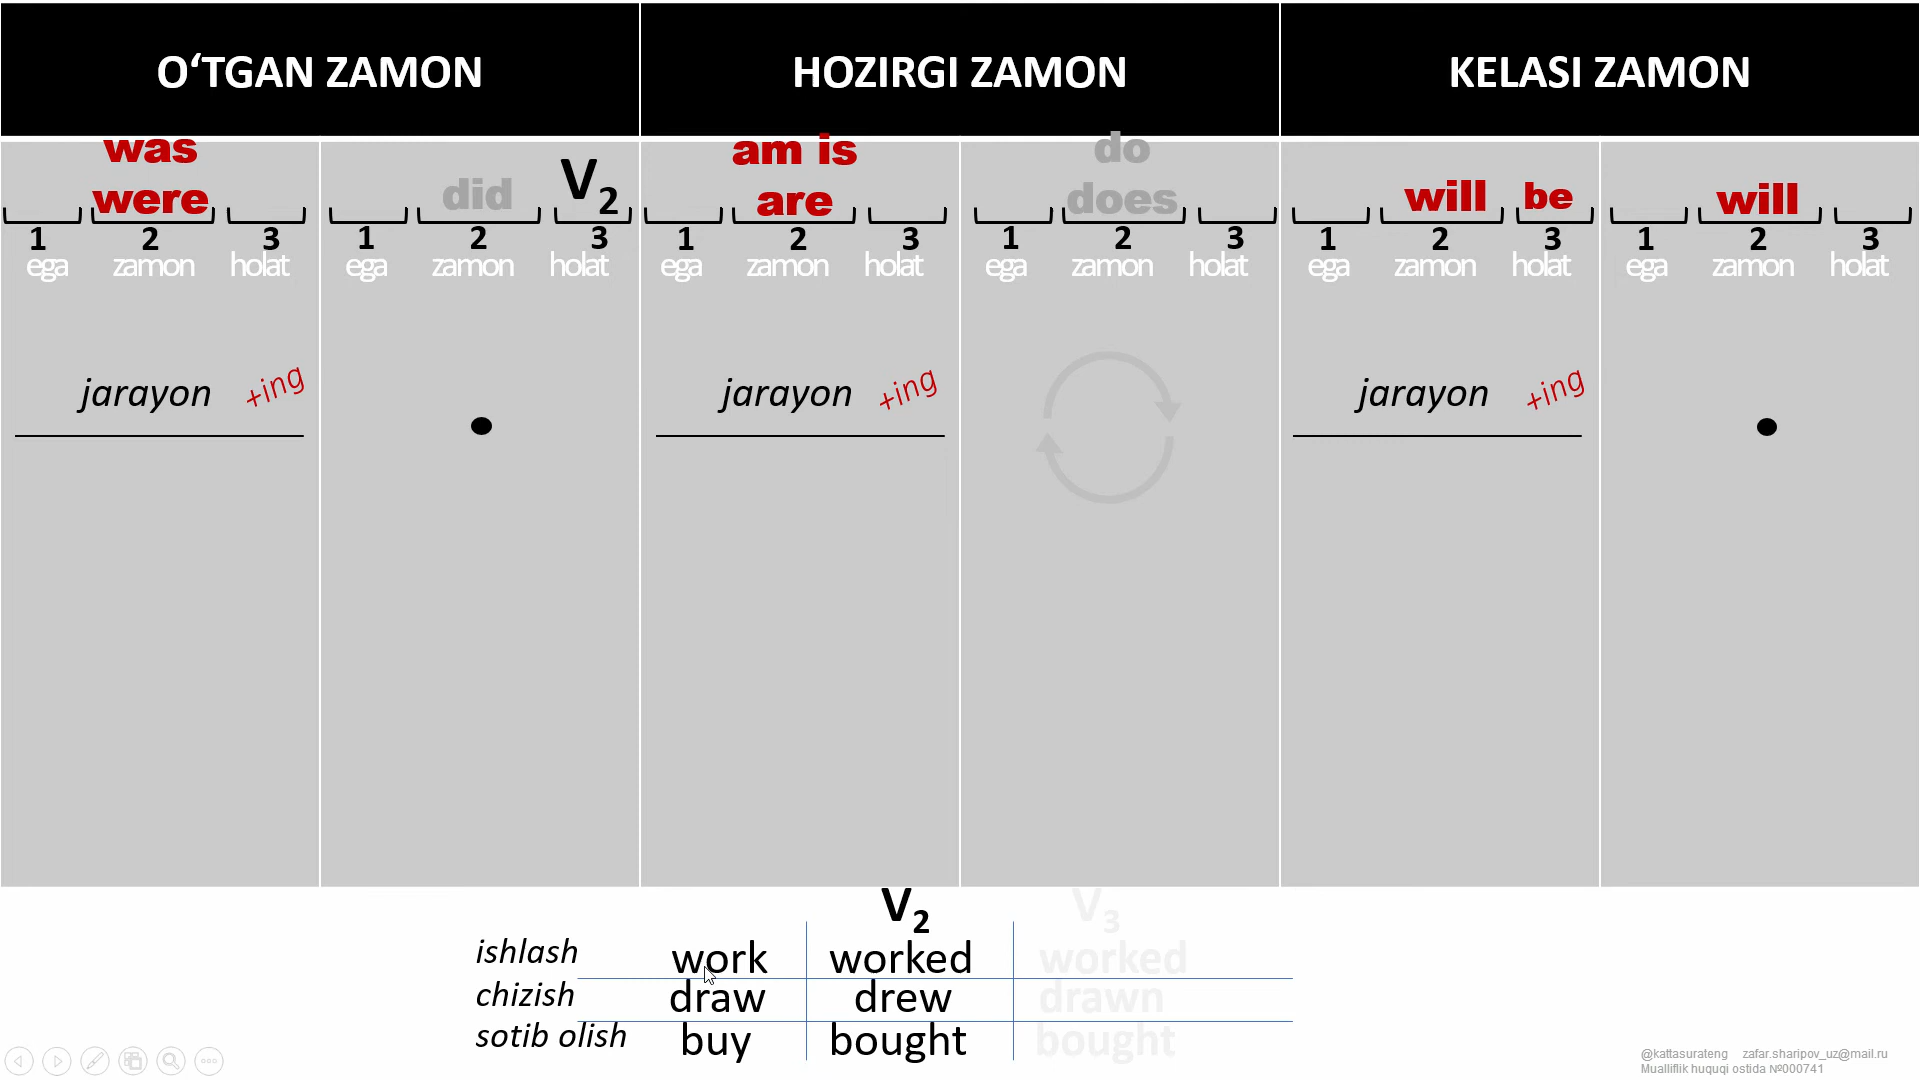 O‘TGAN ZAMON HOZIRGI ZAMON KELASI ZAMON
was am is do
were did V2 are does will be will
1 2 3 1 2 3 1 2 3 1 2 3 1 2 3 1 2 3
ega zamon holat ega zamon holat ega zamon holat ega zamon holat ega zamon holat ega zamon holat
jarayon +ing jarayon +ing jarayon +ing
V2 V3
ishlash work worked worked
chizish draw drew drawn
sotib olish buy bought bought
@kattasurateng zafar.sharipov_uz@mail.ru
Mualliflik huquqi ostida №000741